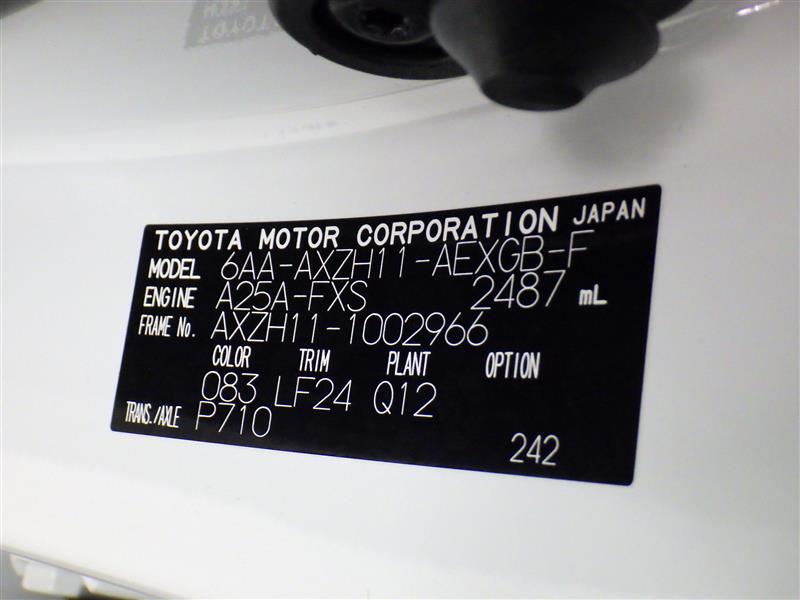 TOYOTA MOTOR CORPORATION JAPAN
MODEL 6AA-AXZH11-AEXGB-F
ENGINE A25A-FXS 2487 mL
FRAME No. AXZH11-1002966
COLOR TRIM PLANT OPTION
083 LF24 Q12
TRANS./AXLE P710
242